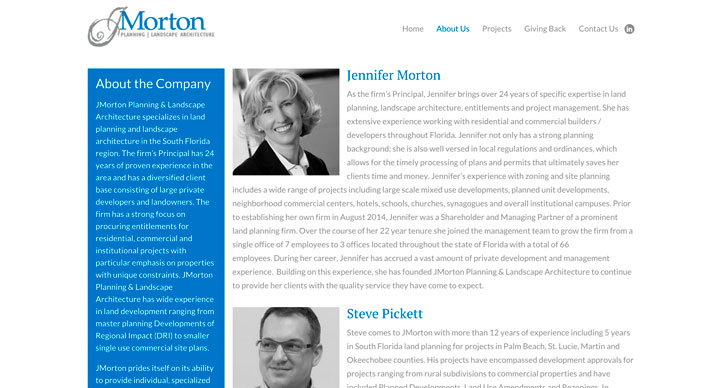 JMorton
PLANNING | LANDSCAPE ARCHITECTURE
Home About Us Projects Giving Back Contact Us in
About the Company
JMorton Planning & Landscape
Architecture specializes in land
planning and landscape
architecture in the South Florida
region. The firm's Principal has 24
years of proven experience in the
area and has a diversified client
base consisting of large private
developers and landowners. The
firm has a strong focus on
procuring entitlements for
residential, commercial and
institutional projects with
particular emphasis on properties
with unique constraints. JMorton
Planning & Landscape
Architecture has wide experience
in land development ranging from
master planning Developments of
Regional Impact (DRI) to smaller
single use commercial site plans.
JMorton prides itself on its ability
to provide individual, specialized
Jennifer Morton
As the firm's Principal, Jennifer brings over 24 years of specific expertise in land
planning, landscape architecture, entitlements and project management. She has
extensive experience working with residential and commercial builders /
developers throughout Florida. Jennifer not only has a strong planning
background; she is also well versed in local regulations and ordinances, which
allows for the timely processing of plans and permits that ultimately saves her
clients time and money. Jennifer's experience with zoning and site planning
includes a wide range of projects including large scale mixed use developments, planned unit developments,
neighborhood commercial centers, hotels, schools, churches, synagogues and overall institutional campuses. Prior
to establishing her own firm in August 2014, Jennifer was a Shareholder and Managing Partner of a prominent
land planning firm. Over the course of her 22 year tenure she joined the management team to grow the firm from a
single office of 7 employees to 3 offices located throughout the state of Florida with a total of 66
employees. During her career, Jennifer has accrued a vast amount of private development and management
experience. Building on this experience, she has founded JMorton Planning & Landscape Architecture to continue
to provide her clients with the quality service they have come to expect.
Steve Pickett
Steve comes to JMorton with more than 12 years of experience including 5 years
in South Florida land planning for projects in Palm Beach, St. Lucie, Martin and
Okeechobee counties. His projects have encompassed development approvals for
projects ranging from rural subdivisions to commercial properties and have
included Planned Developments, Land Use Amendments and Rezoning. In